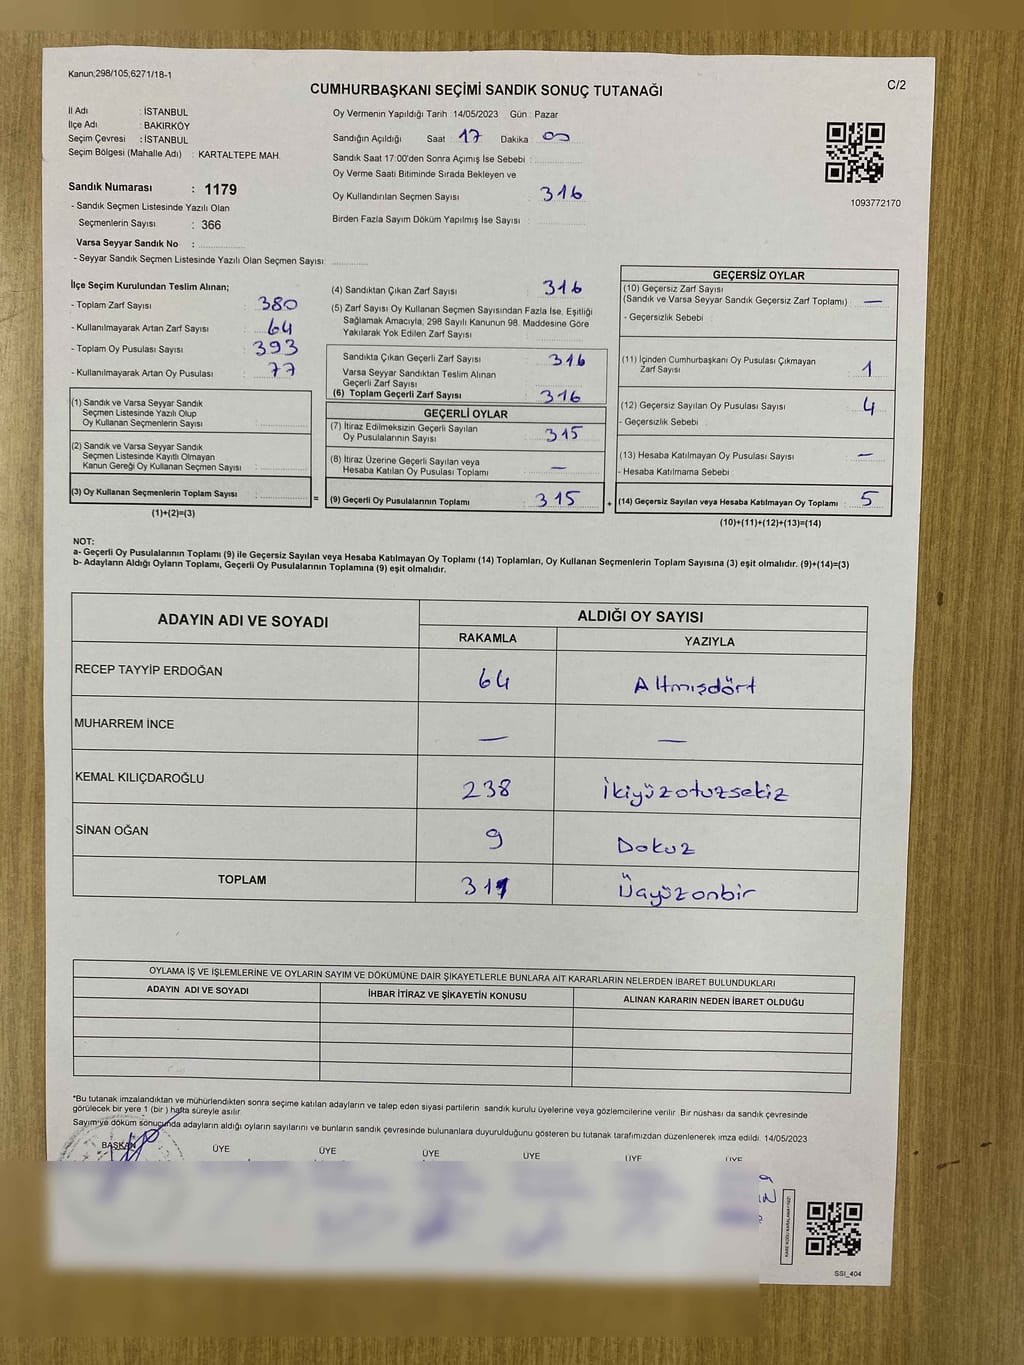 Kanun;298/105,6271/18-1
C/2
CUMHURBAŞKANI SEÇİMİ SANDIK SONUÇ TUTANAĞI
İl Adı : İSTANBUL
İlçe Adı : BAKIRKÖY
Seçim Çevresi : İSTANBUL
Seçim Bölgesi (Mahalle Adı) : KARTALTEPE MAH.
Sandık Numarası : 1179
- Sandık Seçmen Listesinde Yazılı Olan
Seçmenlerin Sayısı : 366
Varsa Seyyar Sandık No :
- Seyyar Sandık Seçmen Listesinde Yazılı Olan Seçmen Sayısı:
Oy Vermenin Yapıldığı Tarih :14/05/2023 Gün : Pazar
Sandığın Açıldığı Saat 17 Dakika 00
Sandık Saat 17:00'den Sonra Açımış İse Sebebi :
Oy Verme Saati Bitiminde Sırada Bekleyen ve
Oy Kullandırılan Seçmen Sayısı : 316
Birden Fazla Sayım Döküm Yapılmış İse Sayısı :
1093772170
İlçe Seçim Kurulundan Teslim Alınan;
- Toplam Zarf Sayısı : 380
- Kullanılmayarak Artan Zarf Sayısı : 64
- Toplam Oy Pusulası Sayısı : 393
- Kullanılmayarak Artan Oy Pusulası : 77
(1) Sandık ve Varsa Seyyar Sandık
Seçmen Listesinde Yazılı Olup
Oy Kullanan Seçmenlerin Sayısı :
(2) Sandık ve Varsa Seyyar Sandık
Seçmen Listesinde Kayıtlı Olmayan
Kanun Gereği Oy Kullanan Seçmen Sayısı :
(3) Oy Kullanan Seçmenlerin Toplam Sayısı :
(1)+(2)=(3)
=
(4) Sandıktan Çıkan Zarf Sayısı : 316
(5) Zarf Sayısı Oy Kullanan Seçmen Sayısından Fazla İse, Eşitliği
Sağlamak Amacıyla, 298 Sayılı Kanunun 98. Maddesine Göre
Yakılarak Yok Edilen Zarf Sayısı :
Sandıkta Çıkan Geçerli Zarf Sayısı : 316
Varsa Seyyar Sandıktan Teslim Alınan
Geçerli Zarf Sayısı :
(6) Toplam Geçerli Zarf Sayısı : 316
GEÇERLİ OYLAR
(7) İtiraz Edilmeksizin Geçerli Sayılan
Oy Pusulalarının Sayısı : 315
(8) İtiraz Üzerine Geçerli Sayılan veya
Hesaba Katılan Oy Pusulası Toplamı : —
(9) Geçerli Oy Pusulalarının Toplamı : 315
+
GEÇERSİZ OYLAR
(10) Geçersiz Zarf Sayısı
(Sandık ve Varsa Seyyar Sandık Geçersiz Zarf Toplamı) : —
- Geçersizlik Sebebi :
(11) İçinden Cumhurbaşkanı Oy Pusulası Çıkmayan
Zarf Sayısı : 1
(12) Geçersiz Sayılan Oy Pusulası Sayısı : 4
- Geçersizlik Sebebi :
(13) Hesaba Katılmayan Oy Pusulası Sayısı : —
- Hesaba Katılmama Sebebi :
(14) Geçersiz Sayılan veya Hesaba Katılmayan Oy Toplamı : 5
(10)+(11)+(12)+(13)=(14)
NOT:
a- Geçerli Oy Pusulalarının Toplamı (9) ile Geçersiz Sayılan veya Hesaba Katılmayan Oy Toplamı (14) Toplamları, Oy Kullanan Seçmenlerin Toplam Sayısına (3) eşit olmalıdır. (9)+(14)=(3)
b- Adayların Aldığı Oyların Toplamı, Geçerli Oy Pusulalarının Toplamına (9) eşit olmalıdır.
ADAYIN ADI VE SOYADI
ALDIĞI OY SAYISI
RAKAMLA YAZIYLA
RECEP TAYYİP ERDOĞAN 64 Altmışdört
MUHARREM İNCE — —
KEMAL KILIÇDAROĞLU 238 İkiyüzotuzsekiz
SİNAN OĞAN 9 Dokuz
TOPLAM 311 Üçyüzonbir
OYLAMA İŞ VE İŞLEMLERİNE VE OYLARIN SAYIM VE DÖKÜMÜNE DAİR ŞİKAYETLERLE BUNLARA AİT KARARLARIN NELERDEN İBARET BULUNDUKLARI
ADAYIN ADI VE SOYADI İHBAR İTİRAZ VE ŞİKAYETİN KONUSU ALINAN KARARIN NEDEN İBARET OLDUĞU
*Bu tutanak imzalandıktan ve mühürlendikten sonra seçime katılan adayların ve talep eden siyasi partilerin sandık kurulu üyelerine veya gözlemcilerine verilir. Bir nüshası da sandık çevresinde
görülecek bir yere 1 (bir ) hafta süreyle asılır.
Sayım ve döküm sonucunda adayların aldığı oyların sayılarını ve bunların sandık çevresinde bulunanlara duyurulduğunu gösteren bu tutanak tarafımızdan düzenlenerek imza edildi. 14/05/2023
BAŞKAN ÜYE ÜYE ÜYE ÜYE ÜYE ÜYE
SSI_404